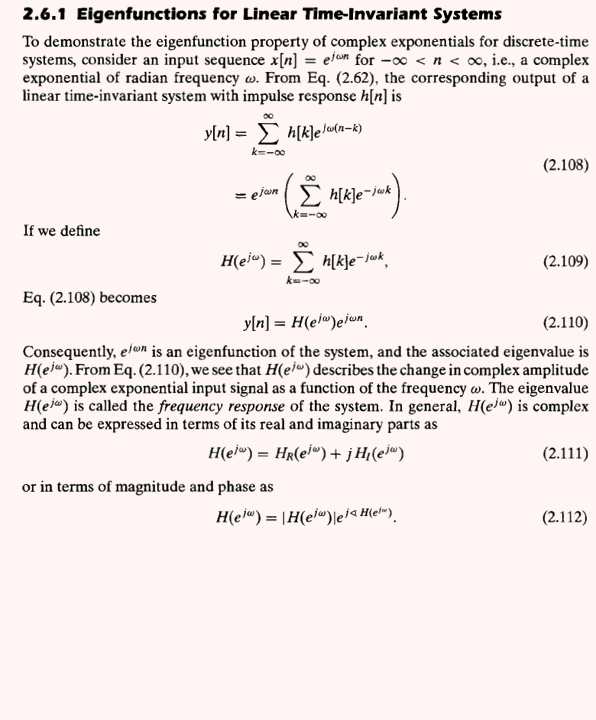 2.6.1 Eigenfunctions for Linear Time-Invariant Systems
To demonstrate the eigenfunction property of complex exponentials for discrete-time
systems, consider an input sequence x[n] = e^{jωn} for −∞ < n < ∞, i.e., a complex
exponential of radian frequency ω. From Eq. (2.62), the corresponding output of a
linear time-invariant system with impulse response h[n] is
y[n] = ∑_{k=−∞}^{∞} h[k]e^{jω(n−k)}
= e^{jωn} ( ∑_{k=−∞}^{∞} h[k]e^{−jωk} ). (2.108)
If we define
H(e^{jω}) = ∑_{k=−∞}^{∞} h[k]e^{−jωk}, (2.109)
Eq. (2.108) becomes
y[n] = H(e^{jω})e^{jωn}. (2.110)
Consequently, e^{jωn} is an eigenfunction of the system, and the associated eigenvalue is
H(e^{jω}). From Eq. (2.110), we see that H(e^{jω}) describes the change in complex amplitude
of a complex exponential input signal as a function of the frequency ω. The eigenvalue
H(e^{jω}) is called the frequency response of the system. In general, H(e^{jω}) is complex
and can be expressed in terms of its real and imaginary parts as
H(e^{jω}) = H_R(e^{jω}) + jH_I(e^{jω}) (2.111)
or in terms of magnitude and phase as
H(e^{jω}) = |H(e^{jω})|e^{j∢H(e^{jω})}. (2.112)